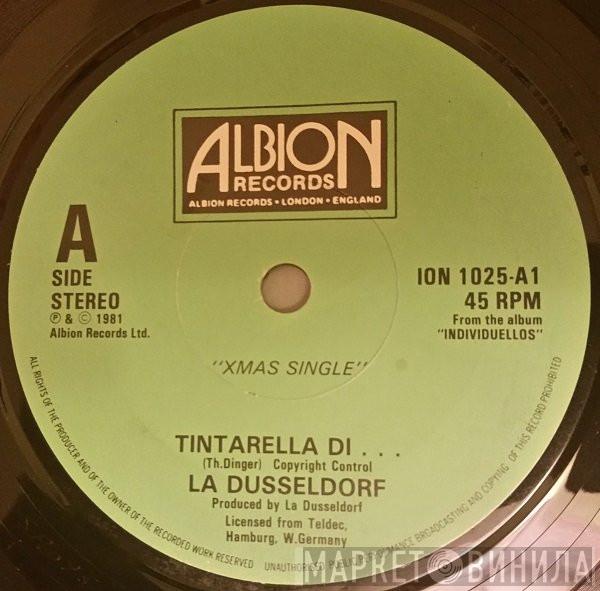 ALBION
RECORDS
ALBION RECORDS • LONDON • ENGLAND
A
SIDE
STEREO
℗ & © 1981
Albion Records Ltd.
ION 1025-A1
45 RPM
From the album
"INDIVIDUELLOS"
"XMAS SINGLE"
TINTARELLA DI . . .
(Th.Dinger) Copyright Control
LA DUSSELDORF
Produced by La Dusseldorf
Licensed from Teldec,
Hamburg, W.Germany
ALL RIGHTS OF THE PRODUCER AND OF THE OWNER OF THE RECORDED WORK RESERVED UNAUTHORISED PUBLIC PERFORMANCE BROADCASTING AND COPYING OF THIS RECORD PROHIBITED
МАРКЕТ ВИНИЛА